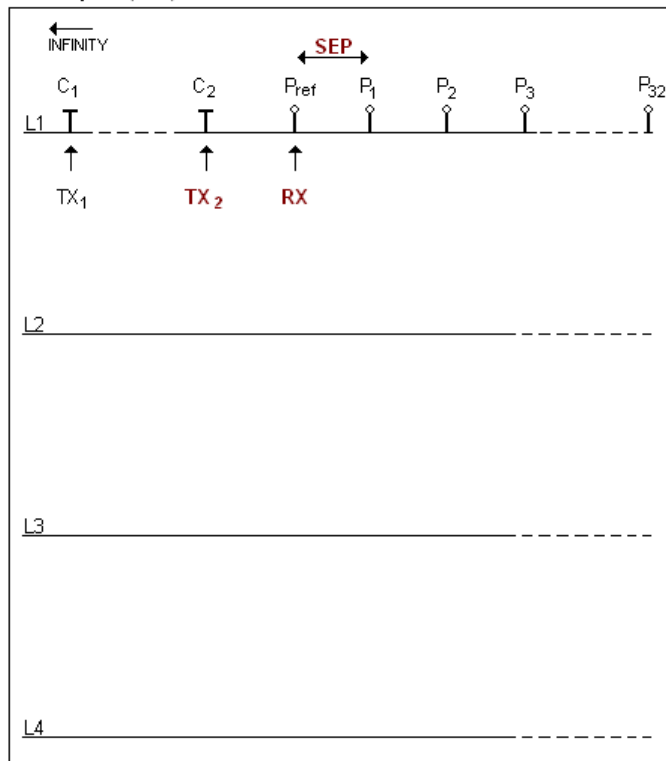 INFINITY
SEP
C1 C2 Pref P1 P2 P3 P32
L1
TX1 TX2 RX
L2
L3
L4